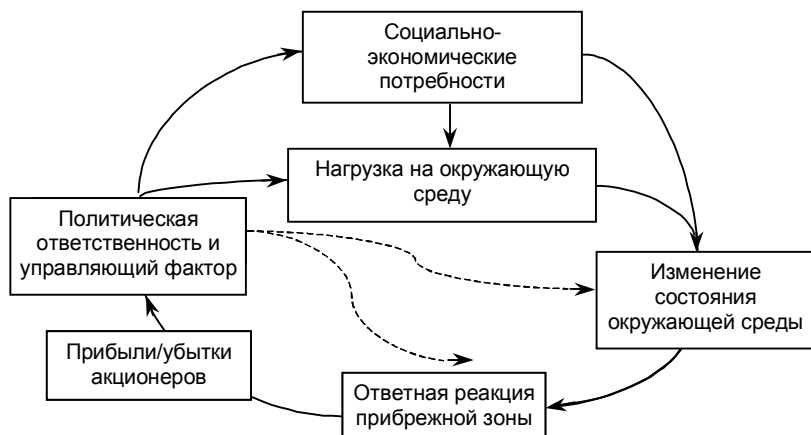 Социально-
экономические
потребности
Нагрузка на окружающую
среду
Политическая
ответственность и
управляющий фактор
Изменение
состояния
окружающей среды
Прибыли/убытки
акционеров
Ответная реакция
прибрежной зоны